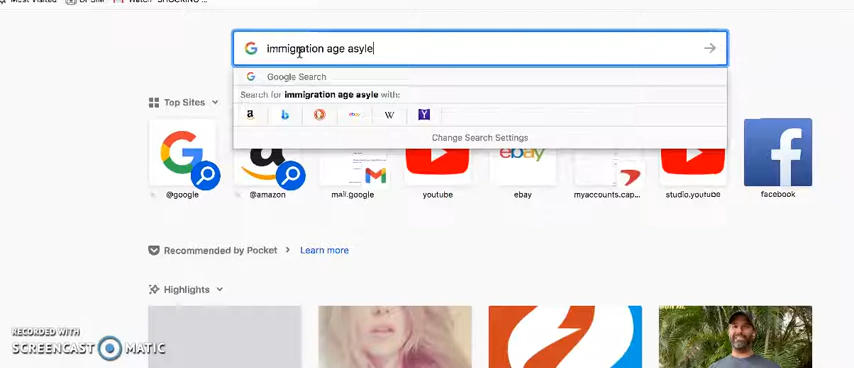 Most Visited
immigration age asyle
Google Search
Search for immigration age asyle with:
Top Sites
@google
@amazon
mail.google
youtube
ebay
myaccounts.cap...
studio.youtube
facebook
Recommended by Pocket > Learn more
Highlights
RECORDED WITH
SCREENCAST MATIC
Change Search Settings